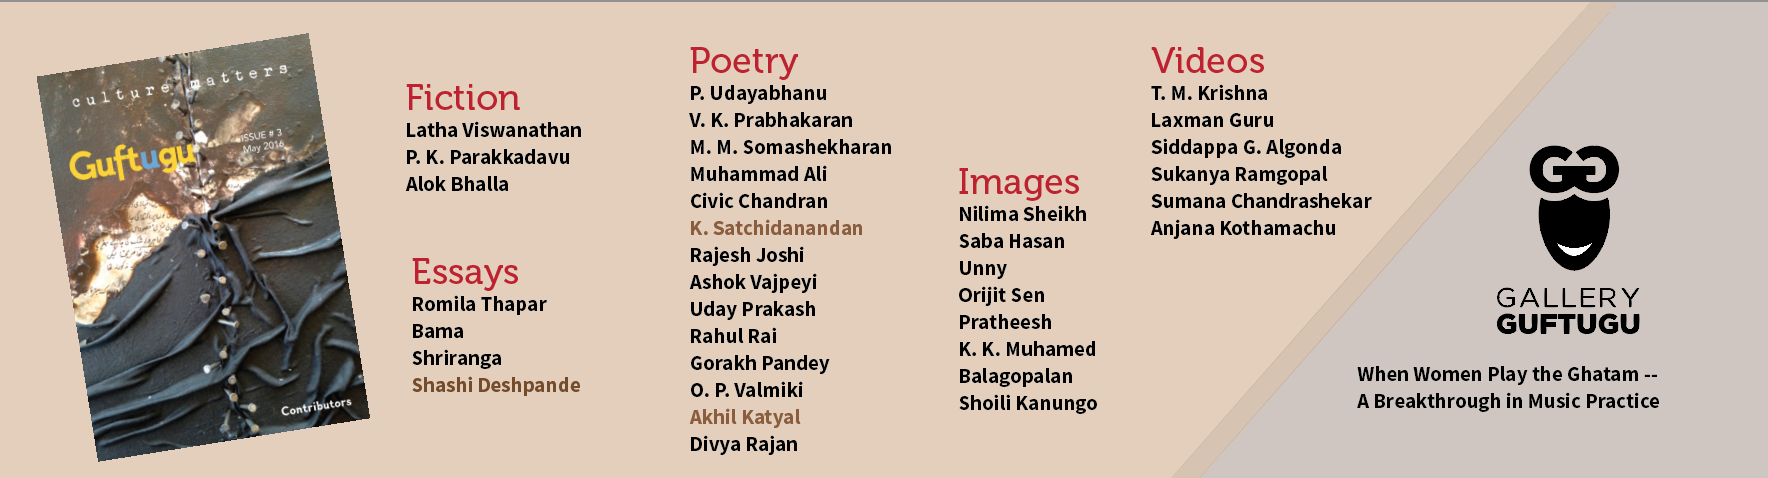 culture matters
ISSUE # 3
May 2016
Guftugu
Contributors
Fiction
Latha Viswanathan
P. K. Parakkadavu
Alok Bhalla
Essays
Romila Thapar
Bama
Shriranga
Shashi Deshpande
Poetry
P. Udayabhanu
V. K. Prabhakaran
M. M. Somashekharan
Muhammad Ali
Civic Chandran
K. Satchidanandan
Rajesh Joshi
Ashok Vajpeyi
Uday Prakash
Rahul Rai
Gorakh Pandey
O. P. Valmiki
Akhil Katyal
Divya Rajan
Images
Nilima Sheikh
Saba Hasan
Unny
Orijit Sen
Pratheesh
K. K. Muhamed
Balagopalan
Shoili Kanungo
Videos
T. M. Krishna
Laxman Guru
Siddappa G. Algonda
Sukanya Ramgopal
Sumana Chandrashekar
Anjana Kothamachu
GG
GALLERY
GUFTUGU
When Women Play the Ghatam --
A Breakthrough in Music Practice